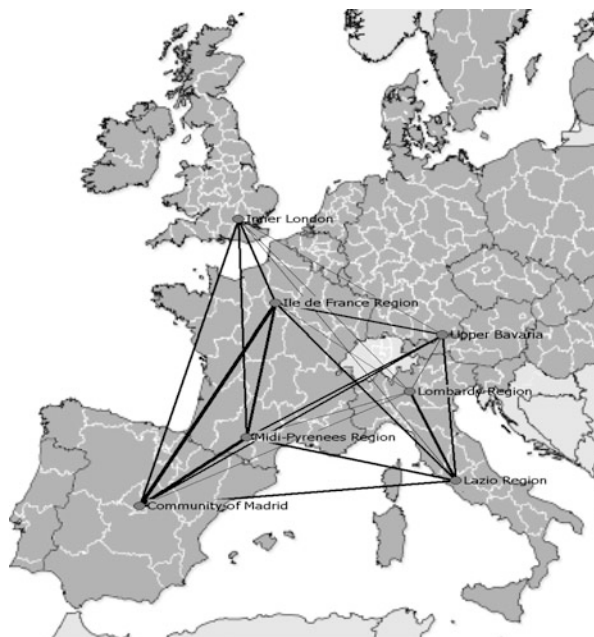 Inner London
Ile de France Region
Upper Bavaria
Lombardy Region
Midi-Pyrenees Region
Lazio Region
Community of Madrid